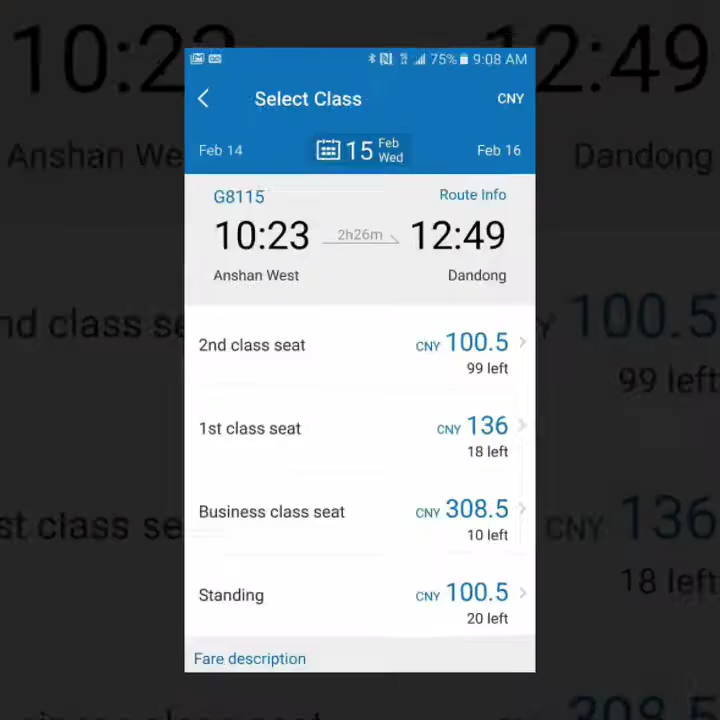 75% 9:08 AM
Select Class CNY
Feb 14 15 Feb Wed Feb 16
G8115 Route Info
10:23 2h26m 12:49
Anshan West Dandong
2nd class seat CNY 100.5
99 left
1st class seat CNY 136
18 left
Business class seat CNY 308.5
10 left
Standing CNY 100.5
20 left
Fare description